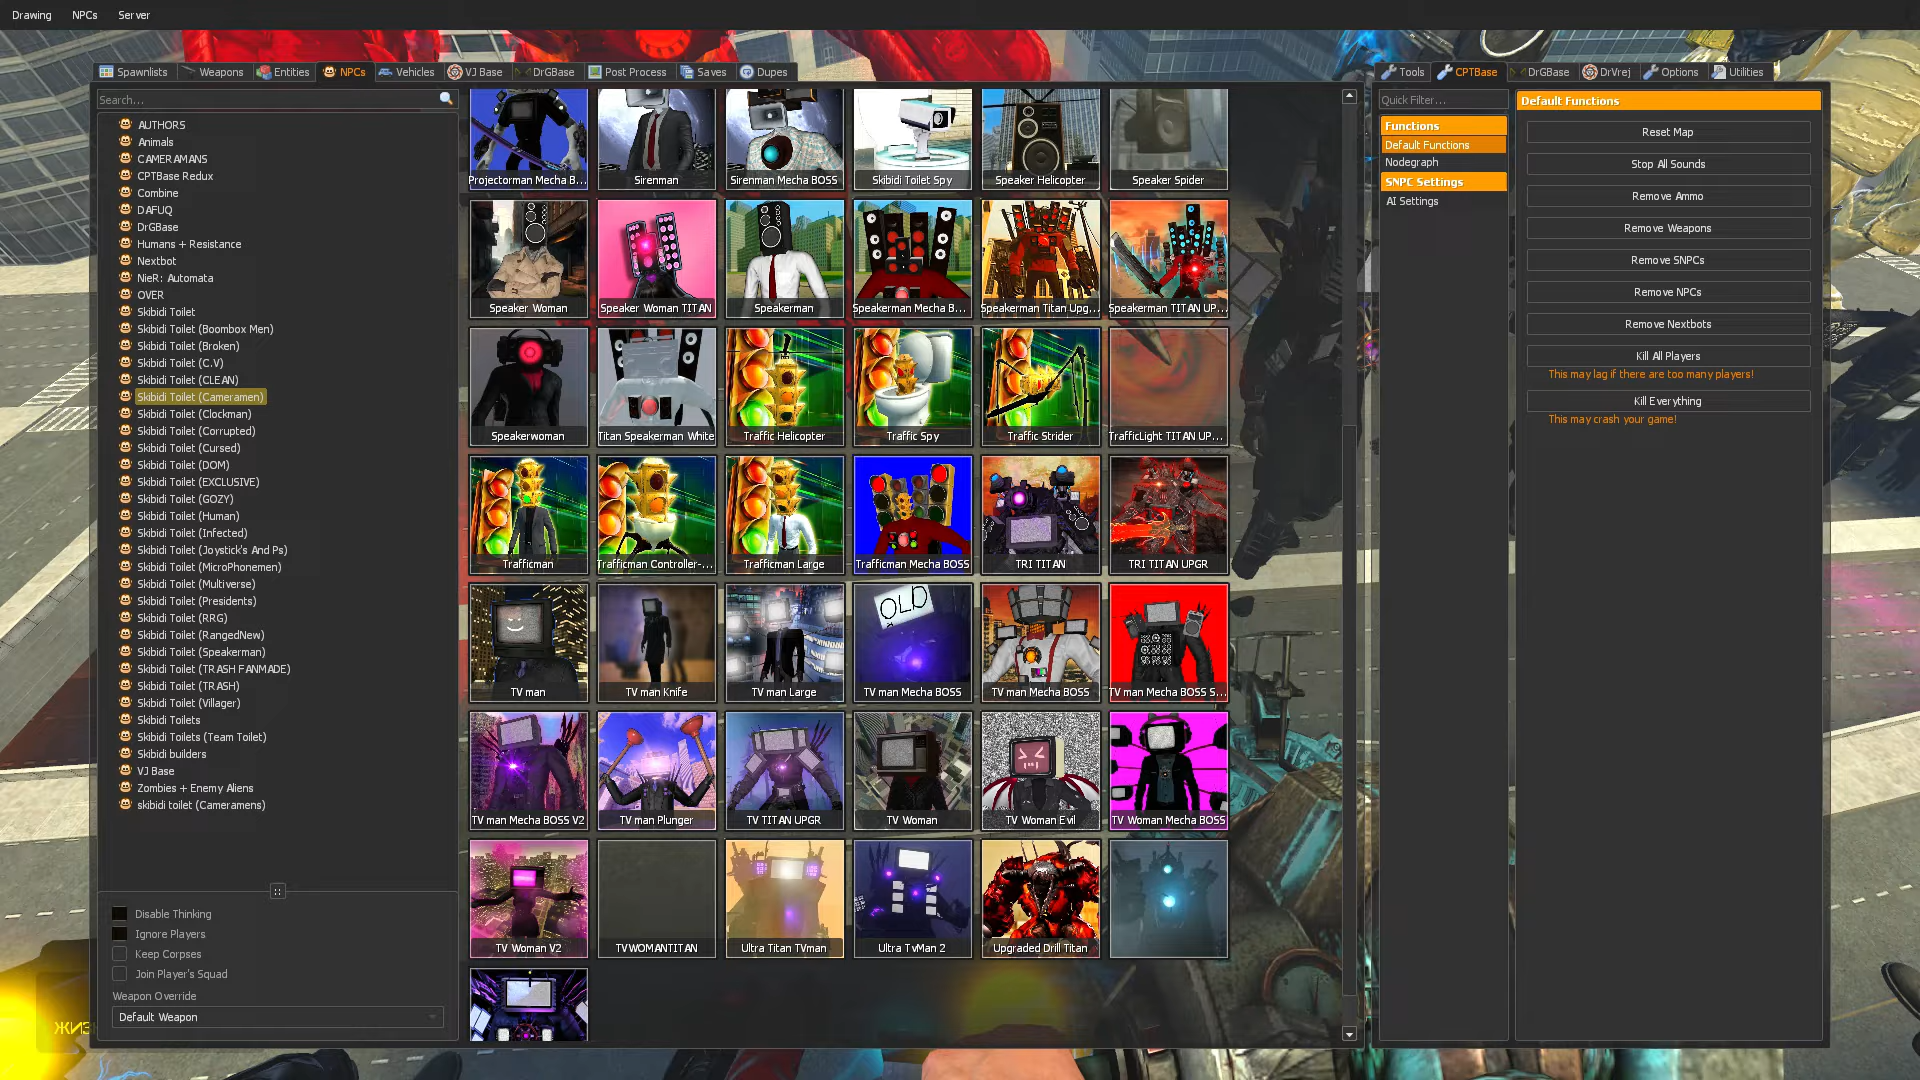 Drawing NPCs Server
Spawnlists Weapons Entities NPCs Vehicles VJ Base DrGBase Post Process Saves Dupes
Tools CPTBase DrGBase DrVrej Options Utilities
Search...
AUTHORS
Animals
CAMERAMANS
CPTBase Redux
Combine
DAFUQ
DrGBase
Humans + Resistance
Nextbot
NieR: Automata
OVER
Skibidi Toilet
Skibidi Toilet (Boombox Men)
Skibidi Toilet (Broken)
Skibidi Toilet (C.V)
Skibidi Toilet (CLEAN)
Skibidi Toilet (Cameramen)
Skibidi Toilet (Clockman)
Skibidi Toilet (Corrupted)
Skibidi Toilet (Cursed)
Skibidi Toilet (DOM)
Skibidi Toilet (EXCLUSIVE)
Skibidi Toilet (GOZY)
Skibidi Toilet (Human)
Skibidi Toilet (Infected)
Skibidi Toilet (Joystick's And Ps)
Skibidi Toilet (MicroPhonemen)
Skibidi Toilet (Multiverse)
Skibidi Toilet (Presidents)
Skibidi Toilet (RRG)
Skibidi Toilet (RangedNew)
Skibidi Toilet (Speakerman)
Skibidi Toilet (TRASH FANMADE)
Skibidi Toilet (TRASH)
Skibidi Toilet (Villager)
Skibidi Toilets
Skibidi Toilets (Team Toilet)
Skibidi builders
VJ Base
Zombies + Enemy Aliens
skibidi toilet (Cameramens)
Disable Thinking
Ignore Players
Keep Corpses
Join Player's Squad
Weapon Override
Default Weapon
Projectorman Mecha B... Sirenman Sirenman Mecha BOSS Skibidi Toilet Spy Speaker Helicopter Speaker Spider
Speaker Woman Speaker Woman TITAN Speakerman Speakerman Mecha B... Speakerman Titan Upg... Speakerman TITAN UP...
Speakerwoman Titan Speakerman White Traffic Helicopter Traffic Spy Traffic Strider TrafficLight TITAN UP...
Trafficman Trafficman Controller-... Trafficman Large Trafficman Mecha BOSS TRI TITAN TRI TITAN UPGR
OLD
TV man TV man Knife TV man Large TV man Mecha BOSS TV man Mecha BOSS TV man Mecha BOSS S...
TV man Mecha BOSS V2 TV man Plunger TV TITAN UPGR TV Woman TV Woman Evil TV Woman Mecha BOSS
TV Woman V2 TVWOMANTITAN Ultra Titan TVman Ultra TvMan 2 Upgraded Drill Titan
Quick Filter...
Functions
Default Functions
Nodegraph
SNPC Settings
AI Settings
Default Functions
Reset Map
Stop All Sounds
Remove Ammo
Remove Weapons
Remove SNPCs
Remove NPCs
Remove Nextbots
Kill All Players
This may lag if there are too many players!
Kill Everything
This may crash your game!